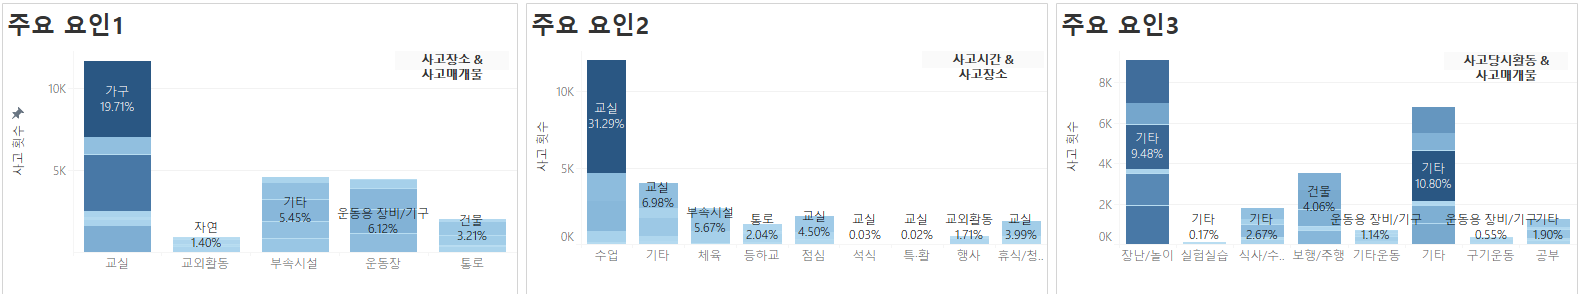 주요 요인1
사고장소 &
사고매개물
사고 횟수
10K
5K
가구
19.71%
자연
1.40%
기타
5.45%
운동용 장비/기구
6.12%
건물
3.21%
교실
교외활동
부속시설
운동장
통로
주요 요인2
사고시간 &
사고장소
사고 횟수
10K
5K
0K
교실
31.29%
교실
6.98%
부속시설
5.67%
통로
2.04%
교실
4.50%
교실
0.03%
교실
0.02%
교외활동
1.71%
교실
3.99%
수업
기타
체육
등하교
점심
석식
특·활
행사
휴식/청..
주요 요인3
사고당시활동 &
사고매개물
사고 횟수
8K
6K
4K
2K
0K
기타
9.48%
기타
0.17%
기타
2.67%
건물
4.06%
운동용 장비/기구
1.14%
기타
10.80%
운동용 장비/기구
0.55%
기타
1.90%
장난/놀이
실험실습
식사/수..
보행/주행
기타운동
기타
구기운동
공부